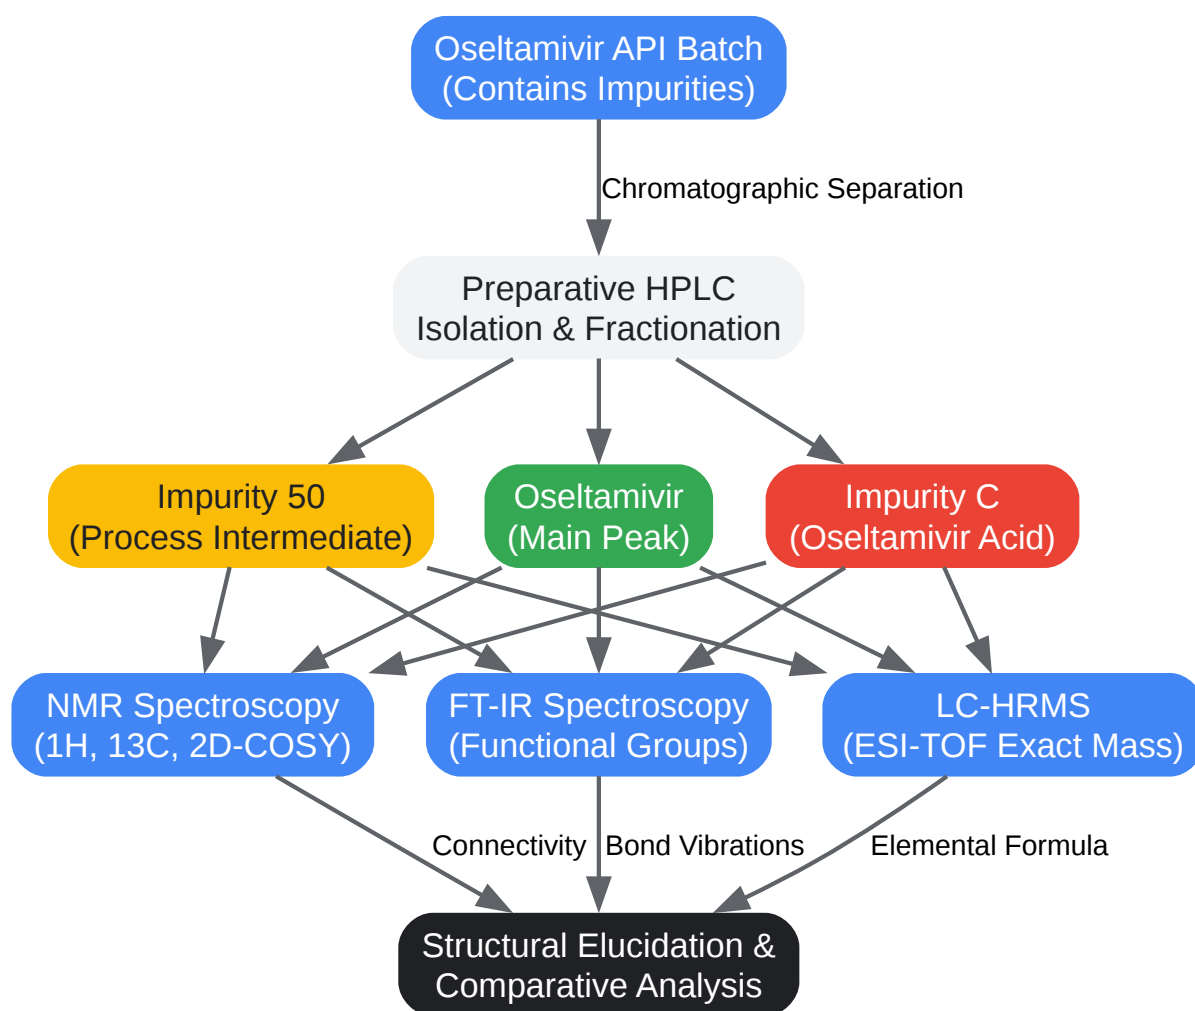 Oseltamivir API Batch
(Contains Impurities)
Chromatographic Separation
Preparative HPLC
Isolation & Fractionation
Impurity 50
(Process Intermediate)
Oseltamivir
(Main Peak)
Impurity C
(Oseltamivir Acid)
NMR Spectroscopy
(1H, 13C, 2D-COSY)
FT-IR Spectroscopy
(Functional Groups)
LC-HRMS
(ESI-TOF Exact Mass)
Connectivity
Bond Vibrations
Elemental Formula
Structural Elucidation &
Comparative Analysis